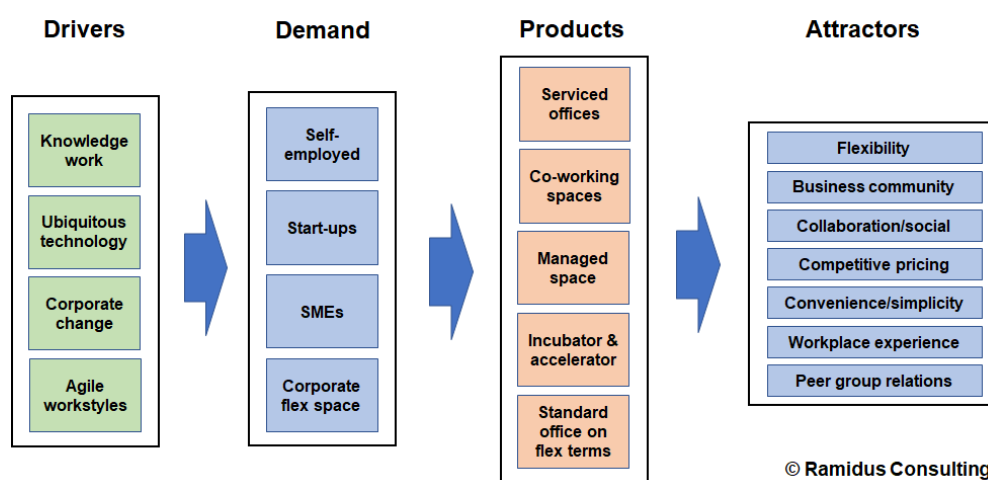 Drivers
Knowledge
work
Ubiquitous
technology
Corporate
change
Agile
workstyles
Demand
Self-
employed
Start-ups
SMEs
Corporate
flex space
Products
Serviced
offices
Co-working
spaces
Managed
space
Incubator &
accelerator
Standard
office on
flex terms
Attractors
Flexibility
Business community
Collaboration/social
Competitive pricing
Convenience/simplicity
Workplace experience
Peer group relations
© Ramidus Consulting